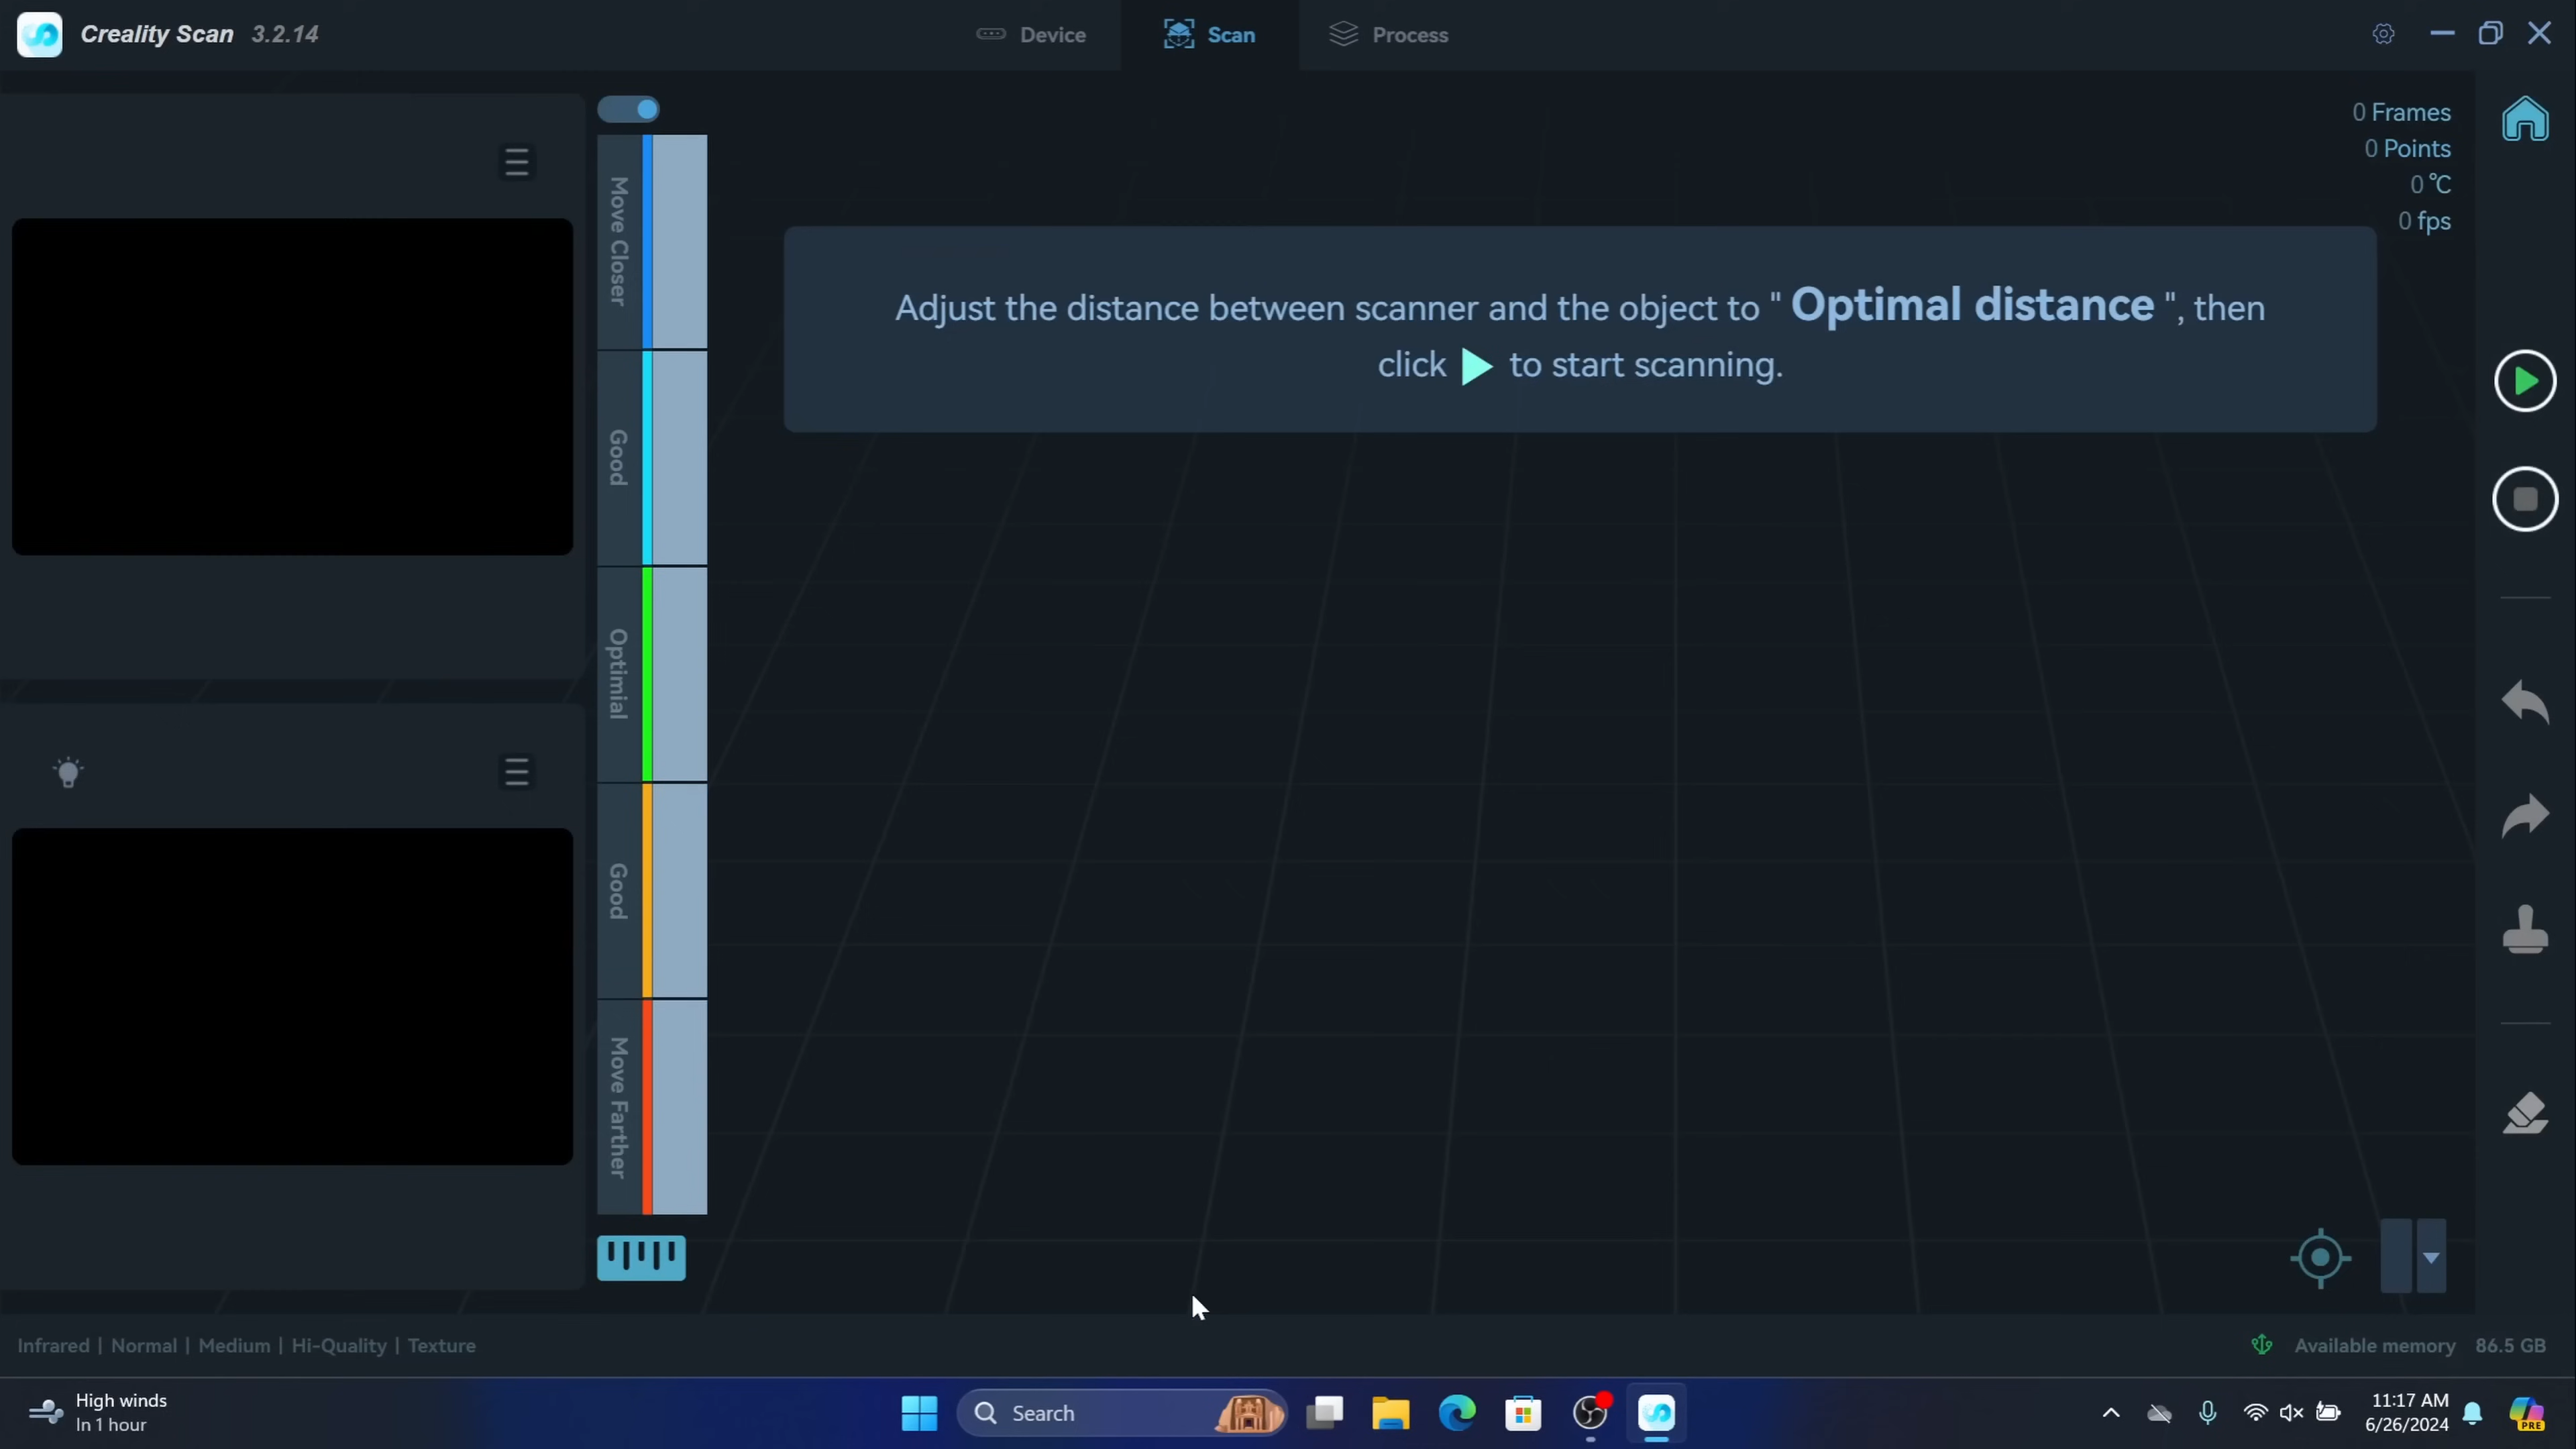 Creality Scan 3.2.14
Device
Scan
Process
0 Frames
0 Points
0 °C
0 fps
Move Closer
Good
Optimial
Good
Move Farther
Adjust the distance between scanner and the object to " Optimal distance ", then
click to start scanning.
Infrared | Normal | Medium | Hi-Quality | Texture
Available memory 86.5 GB
High winds
In 1 hour
Search
11:17 AM
6/26/2024
PRE